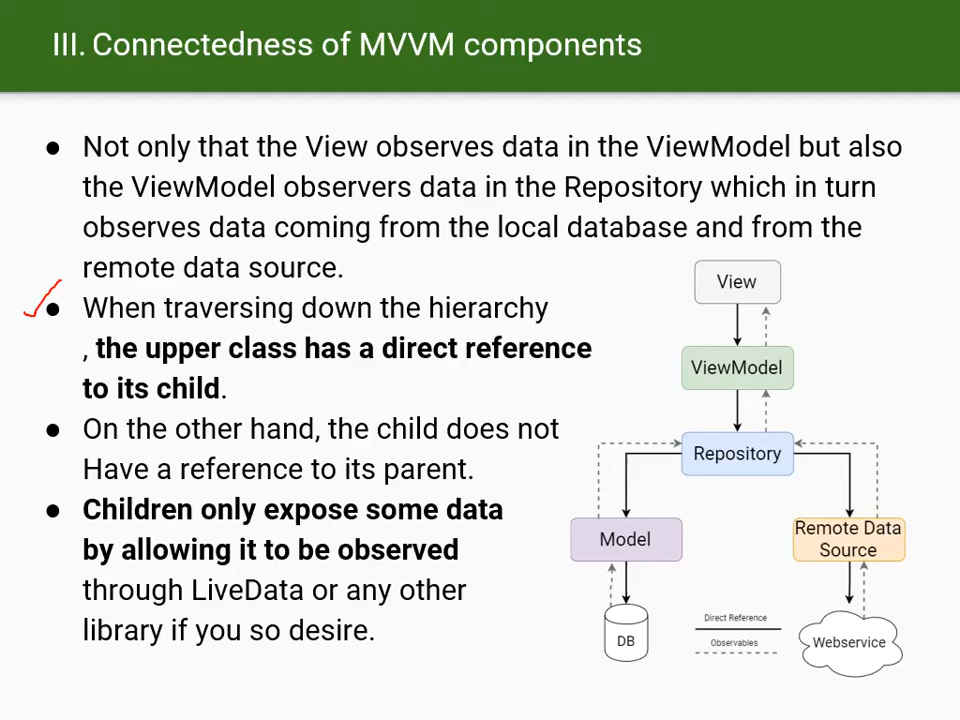 III. Connectedness of MVVM components
● Not only that the View observes data in the ViewModel but also
the ViewModel observers data in the Repository which in turn
observes data coming from the local database and from the
remote data source.
● When traversing down the hierarchy
, the upper class has a direct reference
to its child.
● On the other hand, the child does not
Have a reference to its parent.
● Children only expose some data
by allowing it to be observed
through LiveData or any other
library if you so desire.
View
ViewModel
Repository
Model
Remote Data
Source
DB
Direct Reference
Observables
Webservice